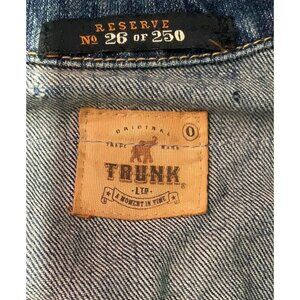 RESERVE
No 26 OF 250
ORIGINAL
TRADE MARK
0
TRUNK®
LTD
A MOMENT IN TIME